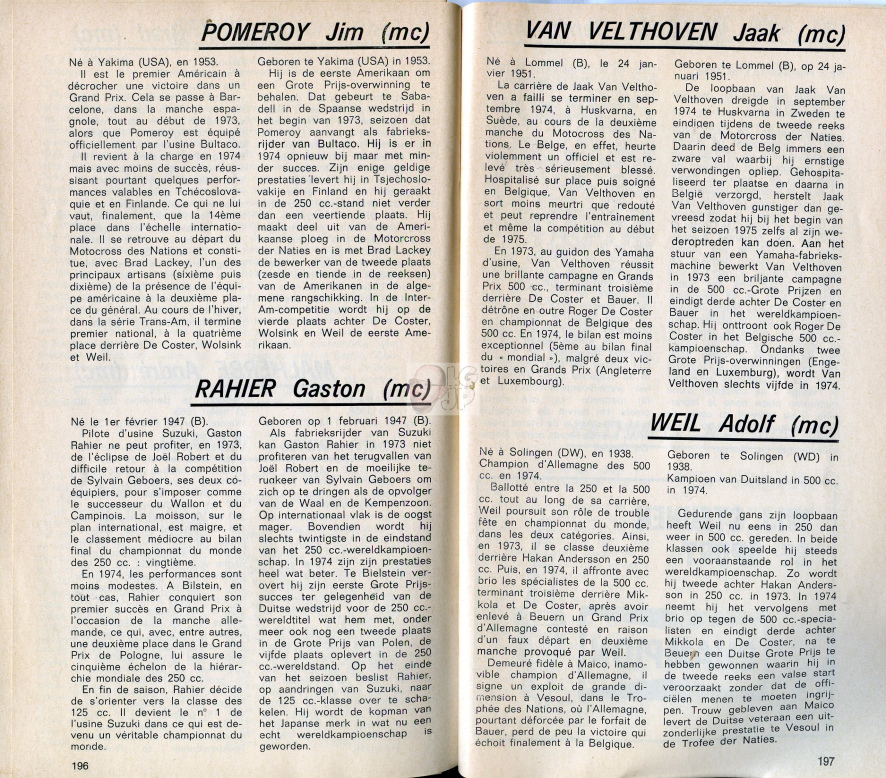 POMEROY Jim (mc)
Né à Yakima (USA), en 1953.
Il est le premier Américain à
décrocher une victoire dans un
Grand Prix. Cela se passe à Bar-
celone, dans la manche espa-
gnole, tout au début de 1973,
alors que Pomeroy est équipé
officiellement par l'usine Bultaco.
Il revient à la charge en 1974
mais avec moins de succès, réus-
sisant pourtant quelques perfor-
mances valables en Tchécoslova-
quie et en Finlande. Ce qui ne lui
vaut, finalement, que la 14ème
place dans l'échelle internatio-
nale. Il se retrouve au départ du
Motocross des Nations et consti-
tue, avec Brad Lackey, l'un des
principaux artisans (sixième puis
dixième) de la présence de l'équi-
pe américaine à la deuxième pla-
ce du général. Au cours de l'hiver,
dans la série Trans-Am, il termine
premier national, à la quatrième
place derrière De Coster, Wolsink
et Weil.
Geboren te Yakima (USA) in 1953.
Hij is de eerste Amerikaan om
een Grote Prijs-overwinning te
behalen. Dat gebeurt te Saba-
dell in de Spaanse wedstrijd in
het begin van 1973, seizoen dat
Pomeroy aanvangt als fabrieks-
rijder van Bultaco. Hij is er in
1974 opnieuw bij maar met min-
der succes. Zijn enige geldige
prestaties levert hij in Tsjechoslo-
vakije en Finland en hij geraakt
in de 250 cc.-stand niet verder
dan een veertiende plaats. Hij
maakt deel uit van de Ameri-
kaanse ploeg in de Motorcross
der Naties en is met Brad Lackey
de bewerker van de tweede plaats
(zesde en tiende in de reeksen)
van de Amerikanen in de alge-
mene rangschikking. In de Inter-
Am-competitie wordt hij op de
vierde plaats achter De Coster,
Wolsink en Weil de eerste Ame-
rikaan.
RAHIER Gaston (mc)
Né le 1er février 1947 (B).
Pilote d'usine Suzuki, Gaston
Rahier ne peut profiter, en 1973,
de l'éclipse de Joël Robert et du
difficile retour à la compétition
de Sylvain Geboers, ses deux co-
équipiers, pour s'imposer comme
le successeur du Wallon et du
Campinois. La moisson, sur le
plan international, est maigre, et
le classement médiocre au bilan
final du championnat du monde
des 250 cc. : vingtième.
En 1974, les performances sont
moins modestes. A Bilstein, en
tout cas, Rahier conquiert son
premier succès en Grand Prix à
l'occasion de la manche alle-
mande, ce qui, avec, entre autres,
une deuxième place dans le Grand
Prix de Pologne, lui assure le
cinquième échelon de la hiérar-
chie mondiale des 250 cc.
En fin de saison, Rahier décide
de s'orienter vers la classe des
125 cc. Il devient le n° 1 de
l'usine Suzuki dans ce qui est de-
venu un véritable championnat du
monde.
Geboren op 1 februari 1947 (B).
Als fabrieksrijder van Suzuki
kan Gaston Rahier in 1973 niet
profiteren van het terugvallen van
Joël Robert en de moeilijke te-
runkeer van Sylvain Geboers om
zich op te dringen als de opvolger
van de Waal en de Kempenzoon.
Op internationaal vlak is de oogst
mager. Bovendien wordt hij
slechts twintigste in de eindstand
van het 250 cc.-wereldkampioen-
schap. In 1974 zijn zijn prestaties
heel wat beter. Te Bielstein ver-
overt hij zijn eerste Grote Prijs-
succes ter gelegenheid van de
Duitse wedstrijd voor de 250 cc.-
wereldtitel wat hem met, onder
meer ook nog een tweede plaats
in de Grote Prijs van Polen, de
vijfde plaats oplevert in de 250
cc.-wereldstand. Op het einde
van het seizoen beslist Rahier,
op aandringen van Suzuki, naar
de 125 cc.-klasse over te scha-
kelen. Hij wordt de kopman van
het Japanse merk in wat nu een
echt wereldkampioenschap is
geworden.
196
VAN VELTHOVEN Jaak (mc)
Né à Lommel (B), le 24 jan-
vier 1951.
La carrière de Jaak Van Veltho-
ven a failli se terminer en sep-
tembre 1974, à Huskvarna, en
Suède, au cours de la deuxième
manche du Motocross des Na-
tions. Le Belge, en effet, heurte
violemment un officiel et est re-
levé très sérieusement blessé.
Hospitalisé sur place puis soigné
en Belgique, Van Velthoven en
sort moins meurtri que redouté
et peut reprendre l'entraînement
et même la compétition au début
de 1975.
En 1973, au guidon des Yamaha
d'usine, Van Velthoven réussit
une brillante campagne en Grands
Prix 500 cc., terminant troisième
derrière De Coster et Bauer. Il
détrône en outre Roger De Coster
en championnat de Belgique des
500 cc. En 1974, le bilan est moins
exceptionnel (5ème au bilan final
du « mondial »), malgré deux vic-
toires en Grands Prix (Angleterre
et Luxembourg).
Geboren te Lommel (B), op 24 ja-
nuari 1951.
De loopbaan van Jaak Van
Velthoven dreigde in september
1974 te Huskvarna in Zweden te
eindigen tijdens de tweede reeks
van de Motorcross der Naties.
Daarin deed de Belg immers een
zware val waarbij hij ernstige
verwondingen opliep. Gehospita-
liseerd ter plaatse en daarna in
België verzorgd, herstelt Jaak
Van Velthoven gunstiger dan ge-
vreesd zodat hij bij het begin van
het seizoen 1975 zelfs al zijn we-
deroptreden kan doen. Aan het
stuur van een Yamaha-fabrieks-
machine bewerkt Van Velthoven
in 1973 een briljante campagne
in de 500 cc.-Grote Prijzen en
eindigt derde achter De Coster en
Bauer in het wereldkampioen-
schap. Hij onttroont ook Roger De
Coster in het Belgische 500 cc.-
kampioenschap. Ondanks twee
Grote Prijs-overwinningen (Enge-
land en Luxemburg), wordt Van
Velthoven slechts vijfde in 1974.
WEIL Adolf (mc)
Né à Solingen (DW), en 1938.
Champion d'Allemagne des 500
cc. en 1974.
Ballotté entre la 250 et la 500
cc. tout au long de sa carrière,
Weil poursuit son rôle de trouble
fête en championnat du monde,
dans les deux catégories. Ainsi,
en 1973, il se classe deuxième
derrière Hakan Andersson en 250
cc. Puis, en 1974, il affronte avec
brio les spécialistes de la 500 cc.
terminant troisième derrière Mik-
kola et De Coster, après avoir
enlevé à Beuern un Grand Prix
d'Allemagne contesté en raison
d'un faux départ en deuxième
manche provoqué par Weil.
Demeuré fidèle à Maico, inamo-
vible champion d'Allemagne, il
signe un exploit de grande di-
mension à Vesoul, dans le Tro-
phée des Nations, où l'Allemagne,
pourtant déforcée par le forfait de
Bauer, perd de peu la victoire qui
échoit finalement à la Belgique.
Geboren te Solingen (WD) in
1938.
Kampioen van Duitsland in 500 cc.
in 1974.
Gedurende gans zijn loopbaan
heeft Weil nu eens in 250 dan
weer in 500 cc. gereden. In beide
klassen ook speelde hij steeds
een vooraanstaande rol in het
wereldkampioenschap. Zo wordt
hij tweede achter Hakan Anders-
son in 250 cc. in 1973. In 1974
neemt hij het vervolgens met
brio op tegen de 500 cc.-specia-
listen en eindigt derde achter
Mikkola en De Coster, na te
Beuern een Duitse Grote Prijs te
hebben gewonnen waarin hij in
de tweede reeks een valse start
veroorzaakt zonder dat de offi-
ciëlen menen te moeten ingrij-
pen. Trouw gebleven aan Maico
levert de Duitse veteraan een uit-
zonderlijke prestatie te Vesoul in
de Trofee der Naties.
197